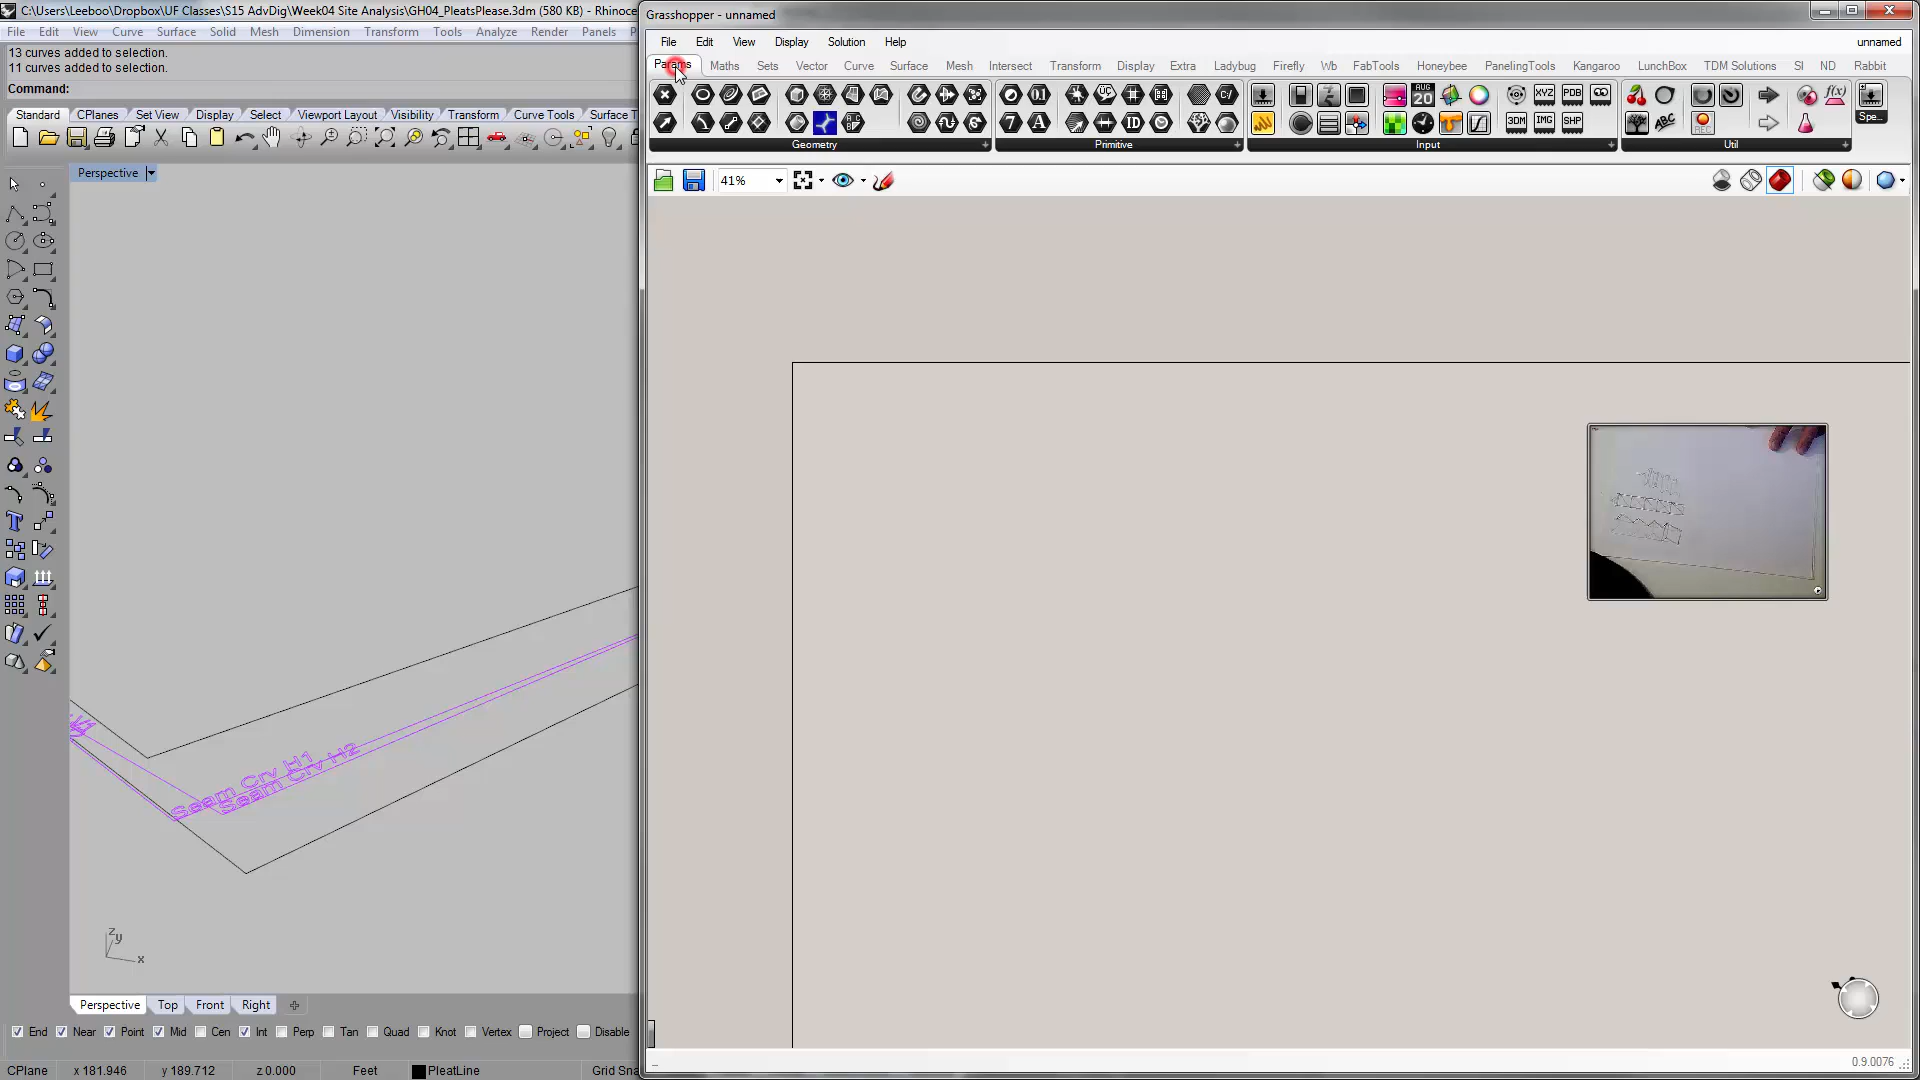 C:\Users\Leeboo\Dropbox\UF Classes\S15 AdvDig\Week04 Site Analysis\GH04_PleatsPlease.3dm (580 KB) - Rhinoce
File Edit View Curve Surface Solid Mesh Dimension Transform Tools Analyze Render Panels P
13 curves added to selection.
11 curves added to selection.
Command:
Standard CPlanes Set View Display Select Viewport Layout Visibility Transform Curve Tools Surface T
Perspective
Seam Crv H1
Seam Crv H2
z
y
x
Perspective Top Front Right
End Near Point Mid Cen Int Perp Tan Quad Knot Vertex Project Disable
CPlane x 181.946 y 189.712 z 0.000 Feet PleatLine Grid Sna
Grasshopper - unnamed
File Edit View Display Solution Help unnamed
Params Maths Sets Vector Curve Surface Mesh Intersect Transform Display Extra Ladybug Firefly Wb FabTools Honeybee PanelingTools Kangaroo LunchBox TDM Solutions SI ND Rabbit
Geometry Primitive Input Util Spe...
41%
0.9.0076